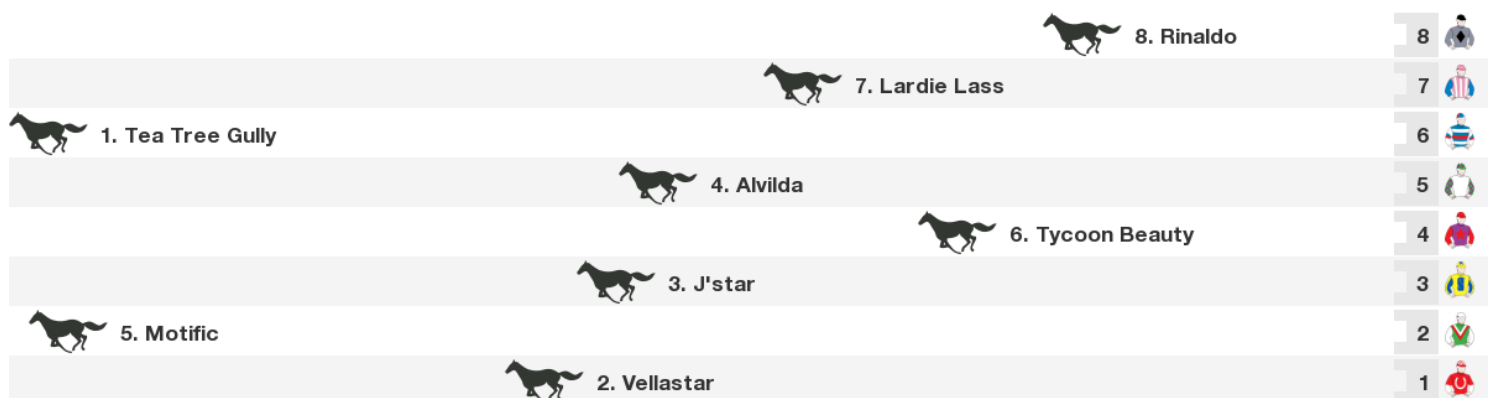 8. Rinaldo 8
7. Lardie Lass 7
1. Tea Tree Gully 6
4. Alvilda 5
6. Tycoon Beauty 4
3. J'star 3
5. Motific 2
2. Vellastar 1